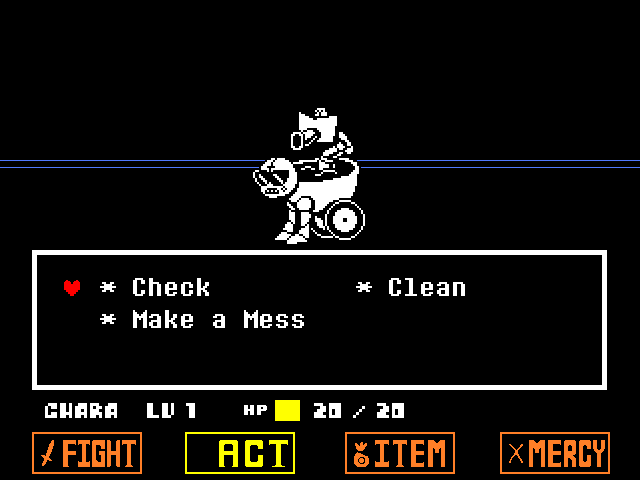 * Check * Clean
* Make a Mess
CHARA LV 1 HP 20 / 20
FIGHT ACT ITEM MERCY